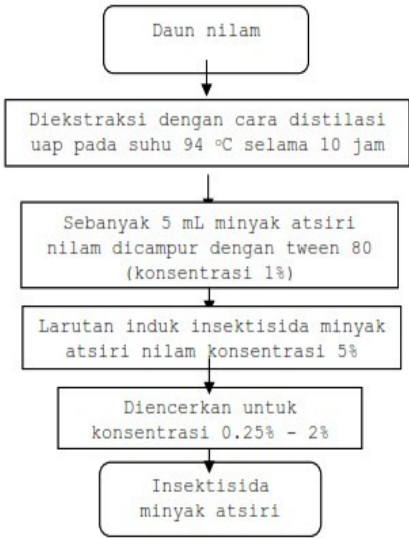 Daun nilam
Diekstraksi dengan cara distilasi
uap pada suhu 94 °C selama 10 jam
Sebanyak 5 mL minyak atsiri
nilam dicampur dengan tween 80
(konsentrasi 1%)
Larutan induk insektisida minyak
atsiri nilam konsentrasi 5%
Diencerkan untuk
konsentrasi 0.25% - 2%
Insektisida
minyak atsiri